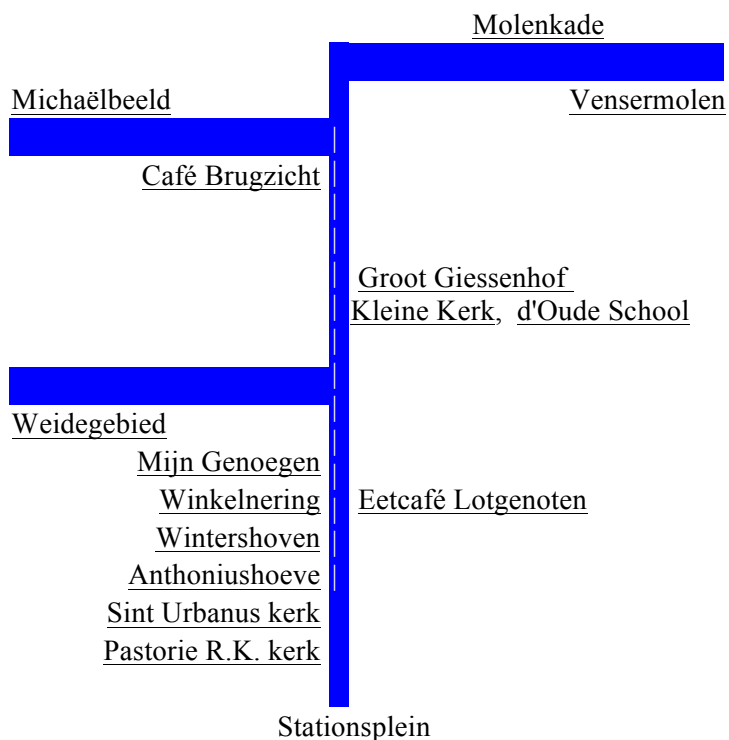 Molenkade
Michaëlbeeld
Vensermolen
Café Brugzicht
Groot Giessenhof
Kleine Kerk, d'Oude School
Weidegebied
Mijn Genoegen
Winkelnering
Eetcafé Lotgenoten
Wintershoven
Anthoniushoeve
Sint Urbanus kerk
Pastorie R.K. kerk
Stationsplein